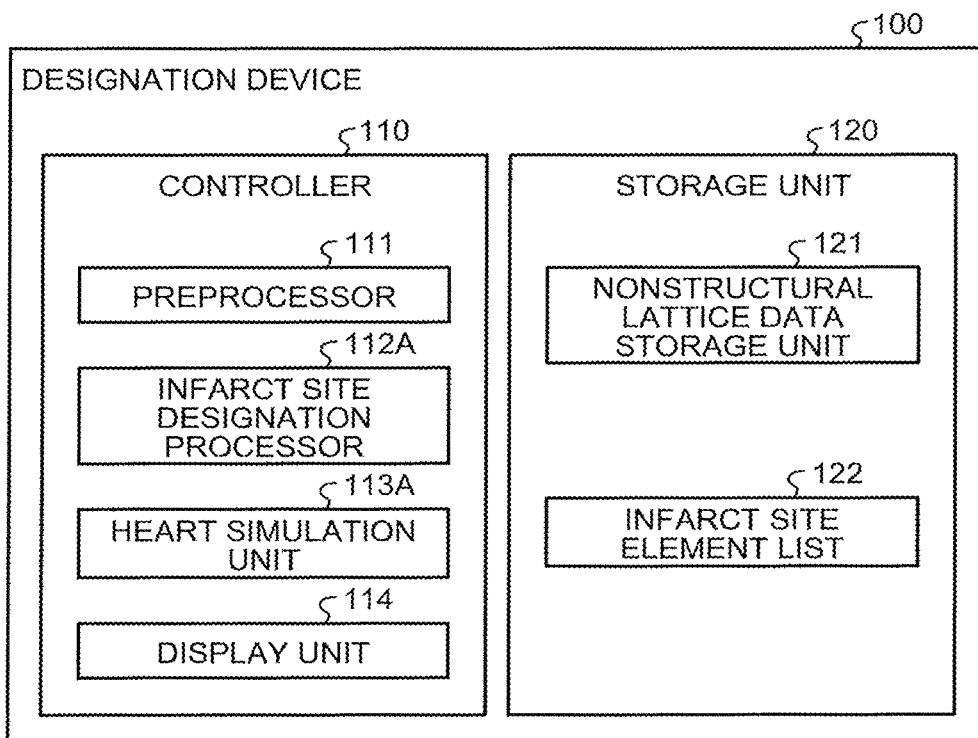 100
DESIGNATION DEVICE
110
CONTROLLER
111
PREPROCESSOR
112A
INFARCT SITE
DESIGNATION
PROCESSOR
113A
HEART SIMULATION
UNIT
114
DISPLAY UNIT
120
STORAGE UNIT
121
NONSTRUCTURAL
LATTICE DATA
STORAGE UNIT
122
INFARCT SITE
ELEMENT LIST